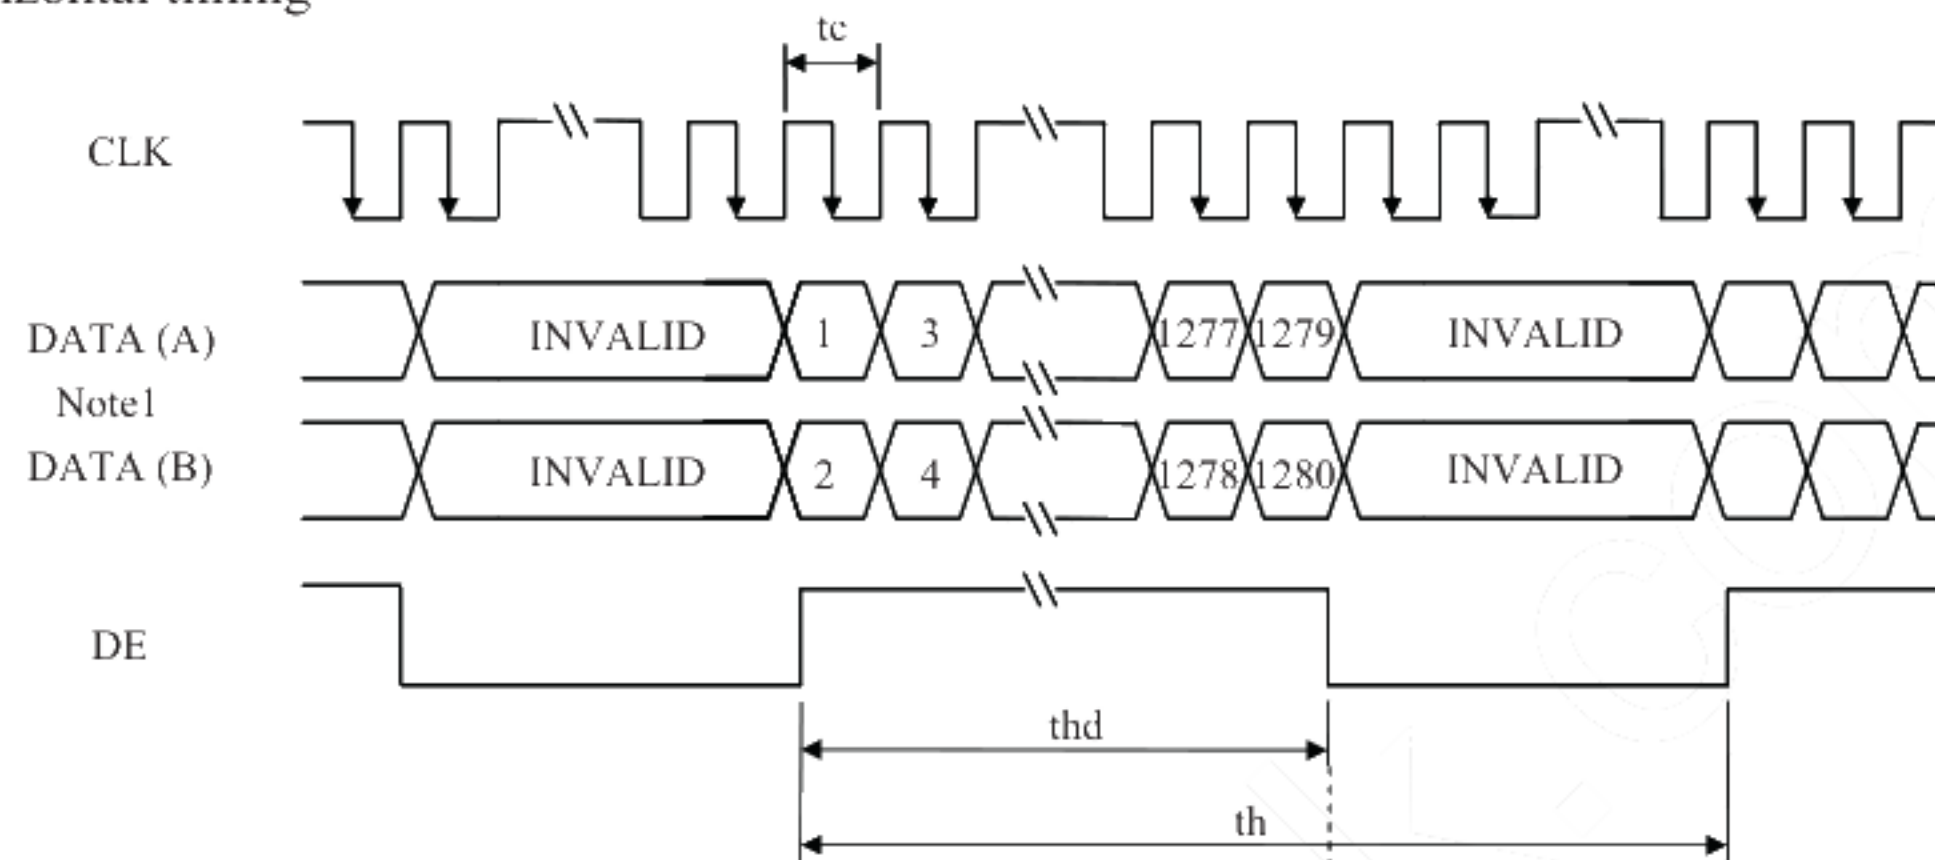 tc
CLK
DATA (A) INVALID 1 3 1277 1279 INVALID
Note1
DATA (B) INVALID 2 4 1278 1280 INVALID
DE
thd
th